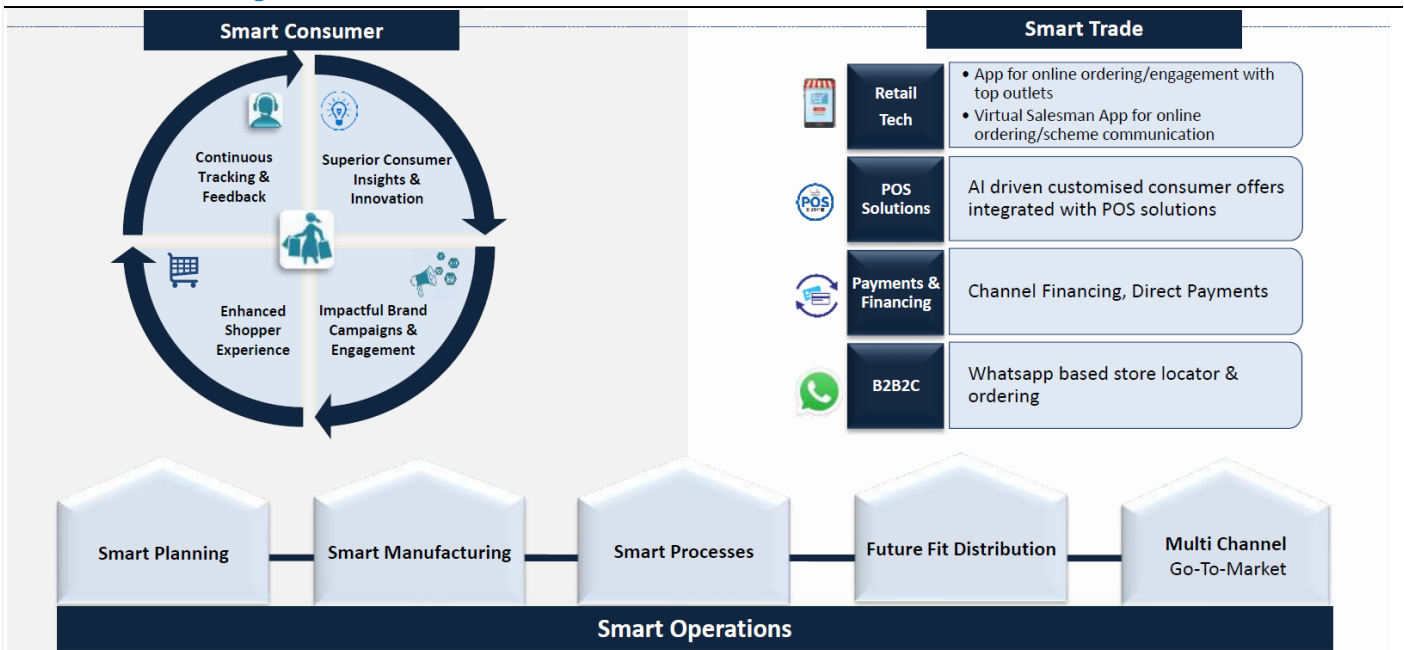 Smart Consumer
Continuous
Tracking &
Feedback
Superior Consumer
Insights &
Innovation
Enhanced
Shopper
Experience
Impactful Brand
Campaigns &
Engagement
Smart Trade
Retail
Tech
• App for online ordering/engagement with
top outlets
• Virtual Salesman App for online
ordering/scheme communication
POS
POS
Solutions
AI driven customised consumer offers
integrated with POS solutions
Payments &
Financing
Channel Financing, Direct Payments
B2B2C
Whatsapp based store locator &
ordering
Smart Planning
Smart Manufacturing
Smart Processes
Future Fit Distribution
Multi Channel
Go-To-Market
Smart Operations